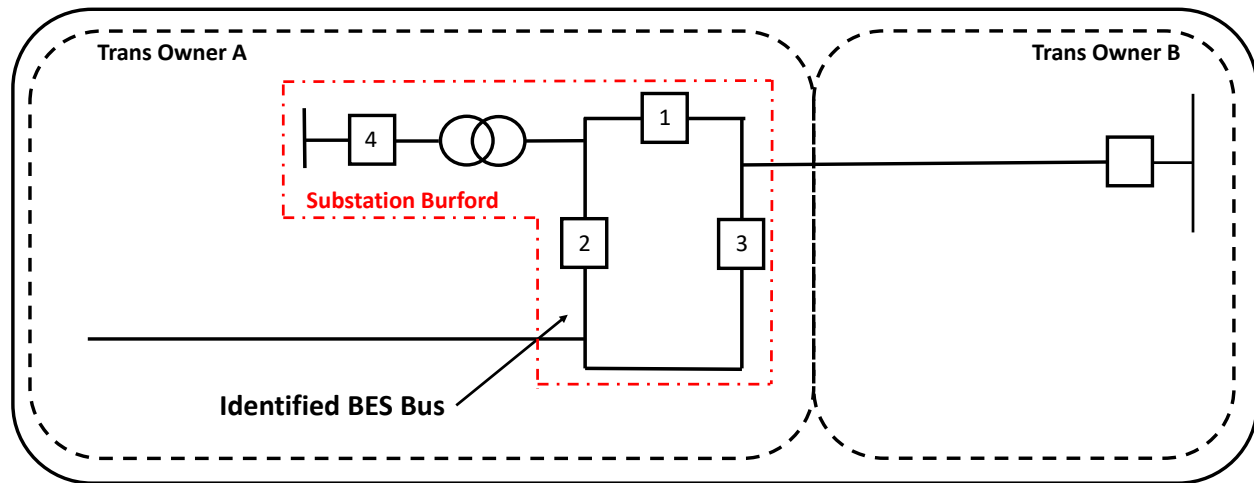 Trans Owner A
Trans Owner B
1
4
Substation Burford
2
3
Identified BES Bus